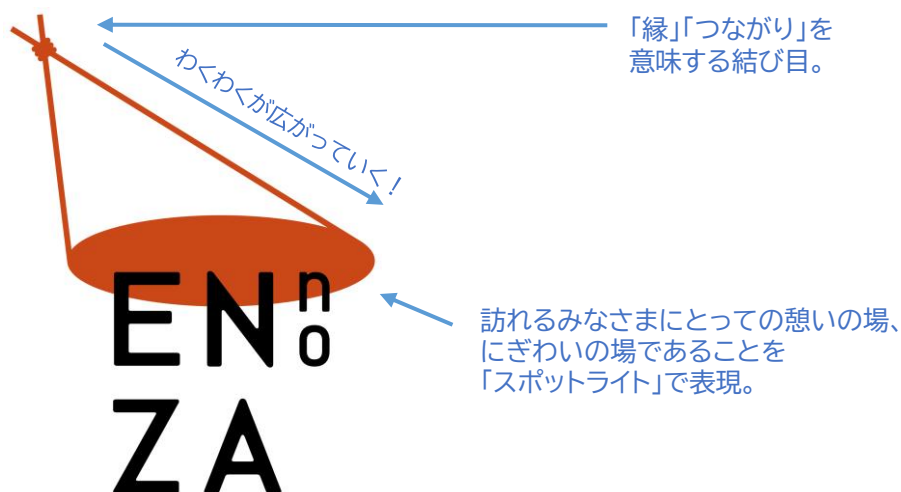 「縁」「つながり」を
意味する結び目。
わくわくが広がっていく！
ENno
ZA
訪れるみなさまにとっての憩いの場、
にぎわいの場であることを
「スポットライト」で表現。